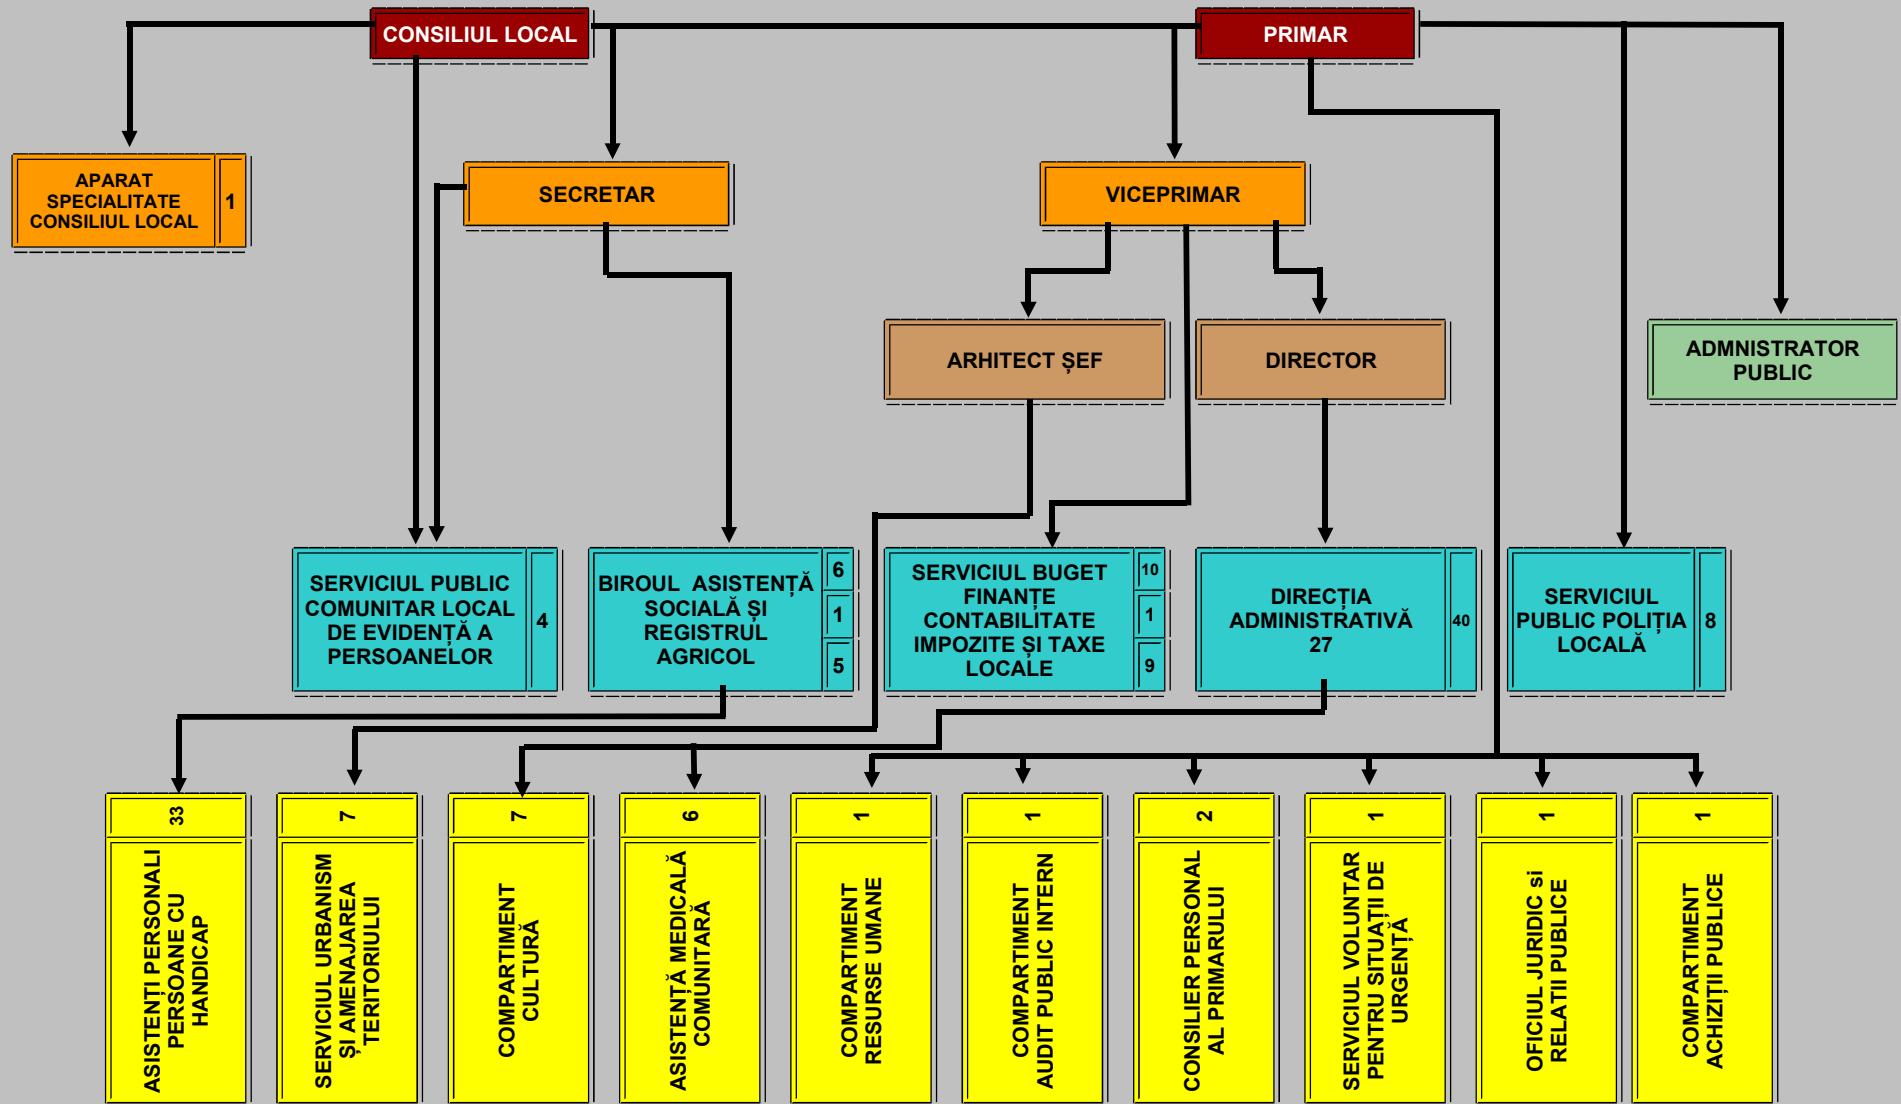 CONSILIUL LOCAL
PRIMAR
APARAT
SPECIALITATE
CONSILIUL LOCAL
1
SECRETAR
VICEPRIMAR
ARHITECT ȘEF
DIRECTOR
ADMNISTRATOR
PUBLIC
SERVICIUL PUBLIC
COMUNITAR LOCAL
DE EVIDENȚĂ A
PERSOANELOR
4
BIROUL ASISTENȚĂ
SOCIALĂ ȘI
REGISTRUL
AGRICOL
6
1
5
SERVICIUL BUGET
FINANȚE
CONTABILITATE
IMPOZITE ȘI TAXE
LOCALE
10
1
9
DIRECȚIA
ADMINISTRATIVĂ
27
40
SERVICIUL
PUBLIC POLIȚIA
LOCALĂ
8
33
ASISTENȚI PERSONALI
PERSOANE CU
HANDICAP
7
SERVICIUL URBANISM
ȘI AMENAJAREA
TERITORIULUI
7
COMPARTIMENT
CULTURĂ
6
ASISTENȚĂ MEDICALĂ
COMUNITARĂ
1
COMPARTIMENT
RESURSE UMANE
1
COMPARTIMENT
AUDIT PUBLIC INTERN
2
CONSILIER PERSONAL
AL PRIMARULUI
1
SERVICIUL VOLUNTAR
PENTRU SITUAȚII DE
URGENȚĂ
1
OFICIUL JURIDIC si
RELATII PUBLICE
1
COMPARTIMENT
ACHIZIȚII PUBLICE